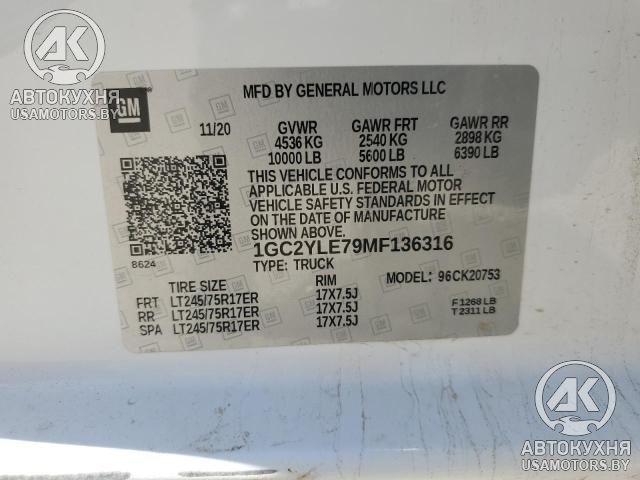 AK
АВТОКУХНЯ
USAMOTORS.BY
GM
MFD BY GENERAL MOTORS LLC
11/20 GVWR GAWR FRT GAWR RR
4536 KG 2540 KG 2898 KG
10000 LB 5600 LB 6390 LB
THIS VEHICLE CONFORMS TO ALL
APPLICABLE U.S. FEDERAL MOTOR
VEHICLE SAFETY STANDARDS IN EFFECT
ON THE DATE OF MANUFACTURE
SHOWN ABOVE.
8624
1GC2YLE79MF136316
TYPE: TRUCK MODEL: 96CK20753
TIRE SIZE RIM
FRT LT245/75R17ER 17X7.5J F 1268 LB
RR LT245/75R17ER 17X7.5J T 2311 LB
SPA LT245/75R17ER 17X7.5J
AK
АВТОКУХНЯ
USAMOTORS.BY